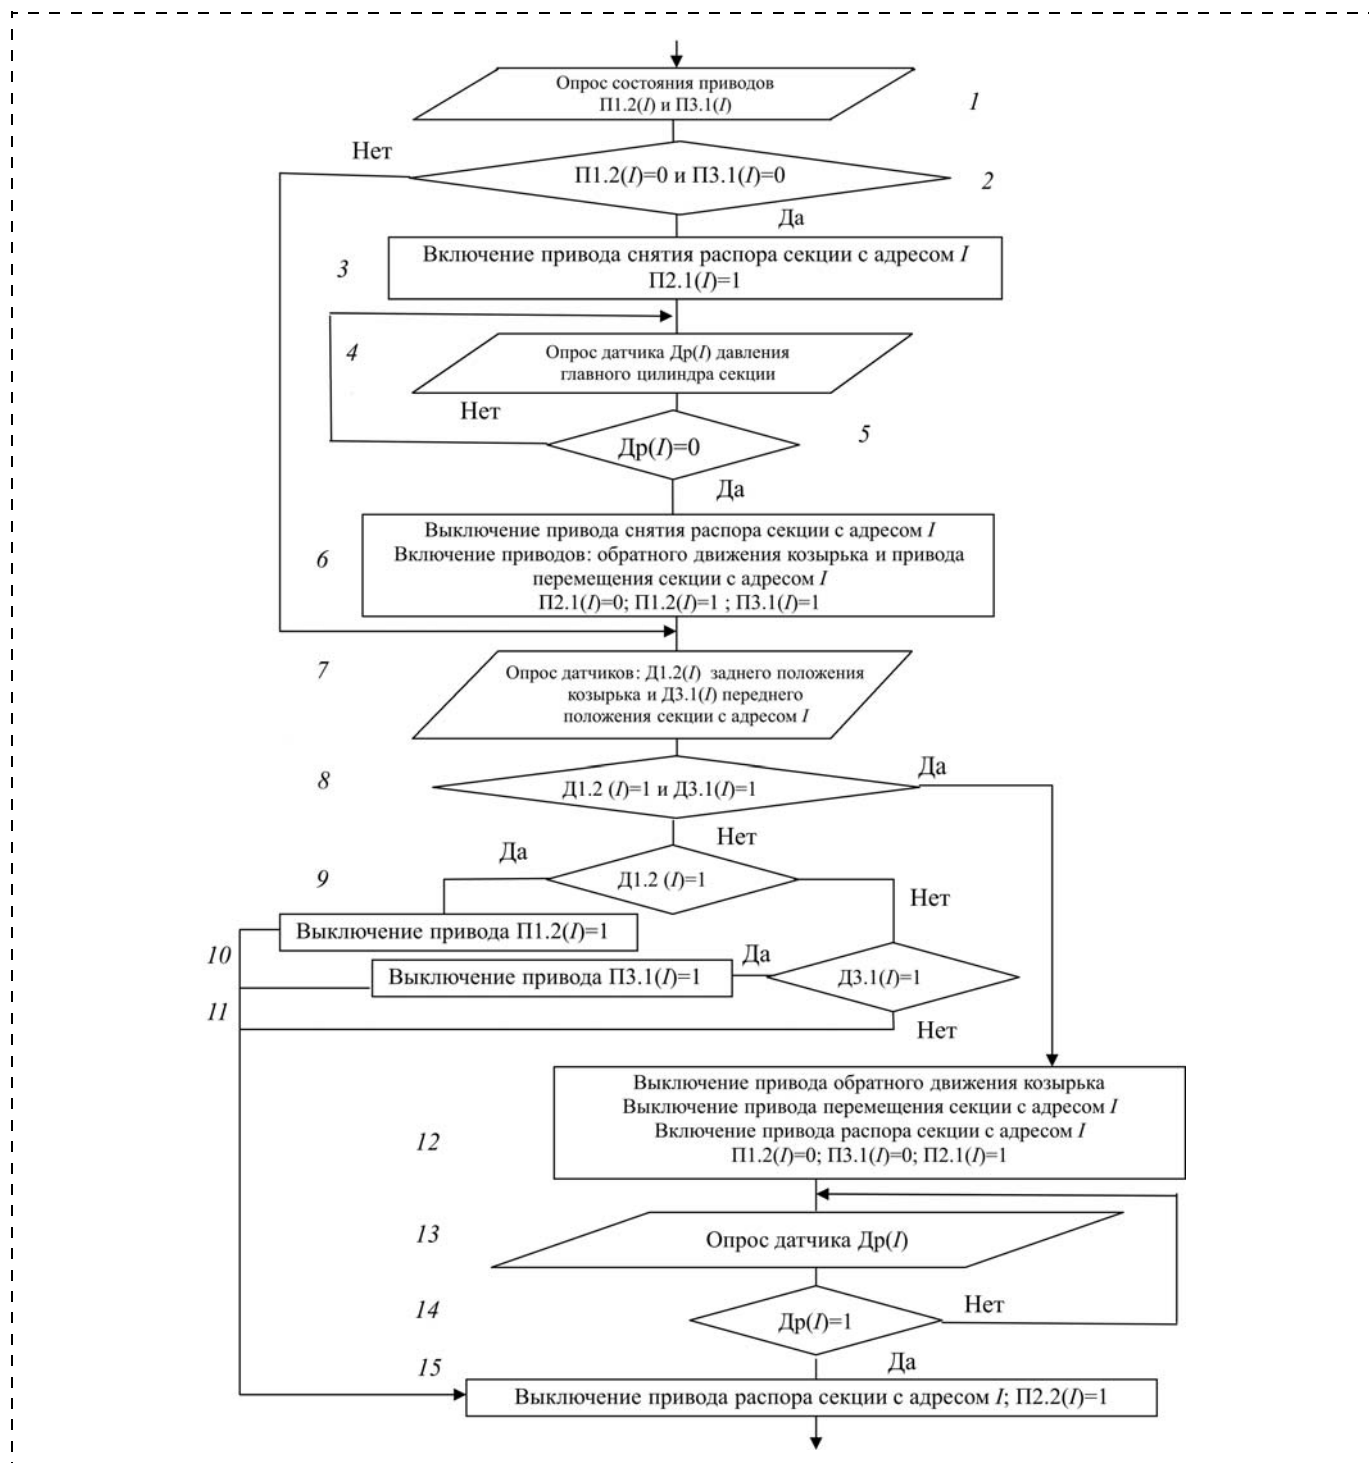 Опрос состояния приводов
П1.2(I) и П3.1(I)
1
Нет
П1.2(I)=0 и П3.1(I)=0
2
Да
Включение привода снятия распора секции с адресом I
П2.1(I)=1
3
4
Опрос датчика Др(I) давления
главного цилиндра секции
Нет
Др(I)=0
5
Да
Выключение привода снятия распора секции с адресом I
Включение приводов: обратного движения козырька и привода
перемещения секции с адресом I
П2.1(I)=0; П1.2(I)=1 ; П3.1(I)=1
6
7
Опрос датчиков: Д1.2(I) заднего положения
козырька и Д3.1(I) переднего
положения секции с адресом I
8
Д1.2 (I)=1 и Д3.1(I)=1
Да
Нет
Да
9
Д1.2 (I)=1
Нет
Выключение привода П1.2(I)=1
10
Выключение привода П3.1(I)=1
Да
Д3.1(I)=1
11
Нет
Выключение привода обратного движения козырька
Выключение привода перемещения секции с адресом I
Включение привода распора секции с адресом I
П1.2(I)=0; П3.1(I)=0; П2.1(I)=1
12
13
Опрос датчика Др(I)
14
Др(I)=1
Нет
Да
15
Выключение привода распора секции с адресом I; П2.2(I)=1